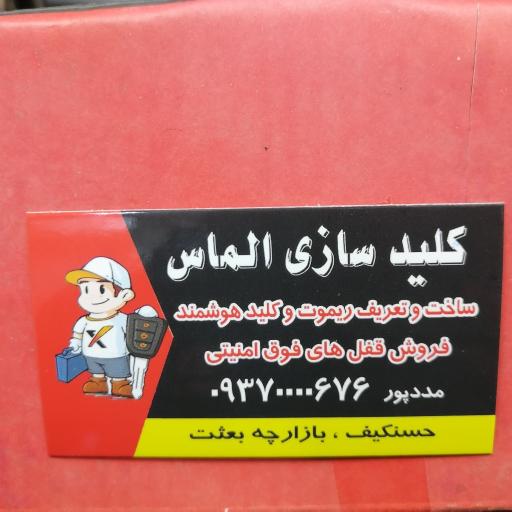 کلید سازی الماس
ساخت و تعریف ریموت و کلید هوشمند
فروش قفل های فوق امنیتی
مددپور ۰۹۳۷۰۰۰۰۶۷۶
حسنکیف ، بازارچه بعثت